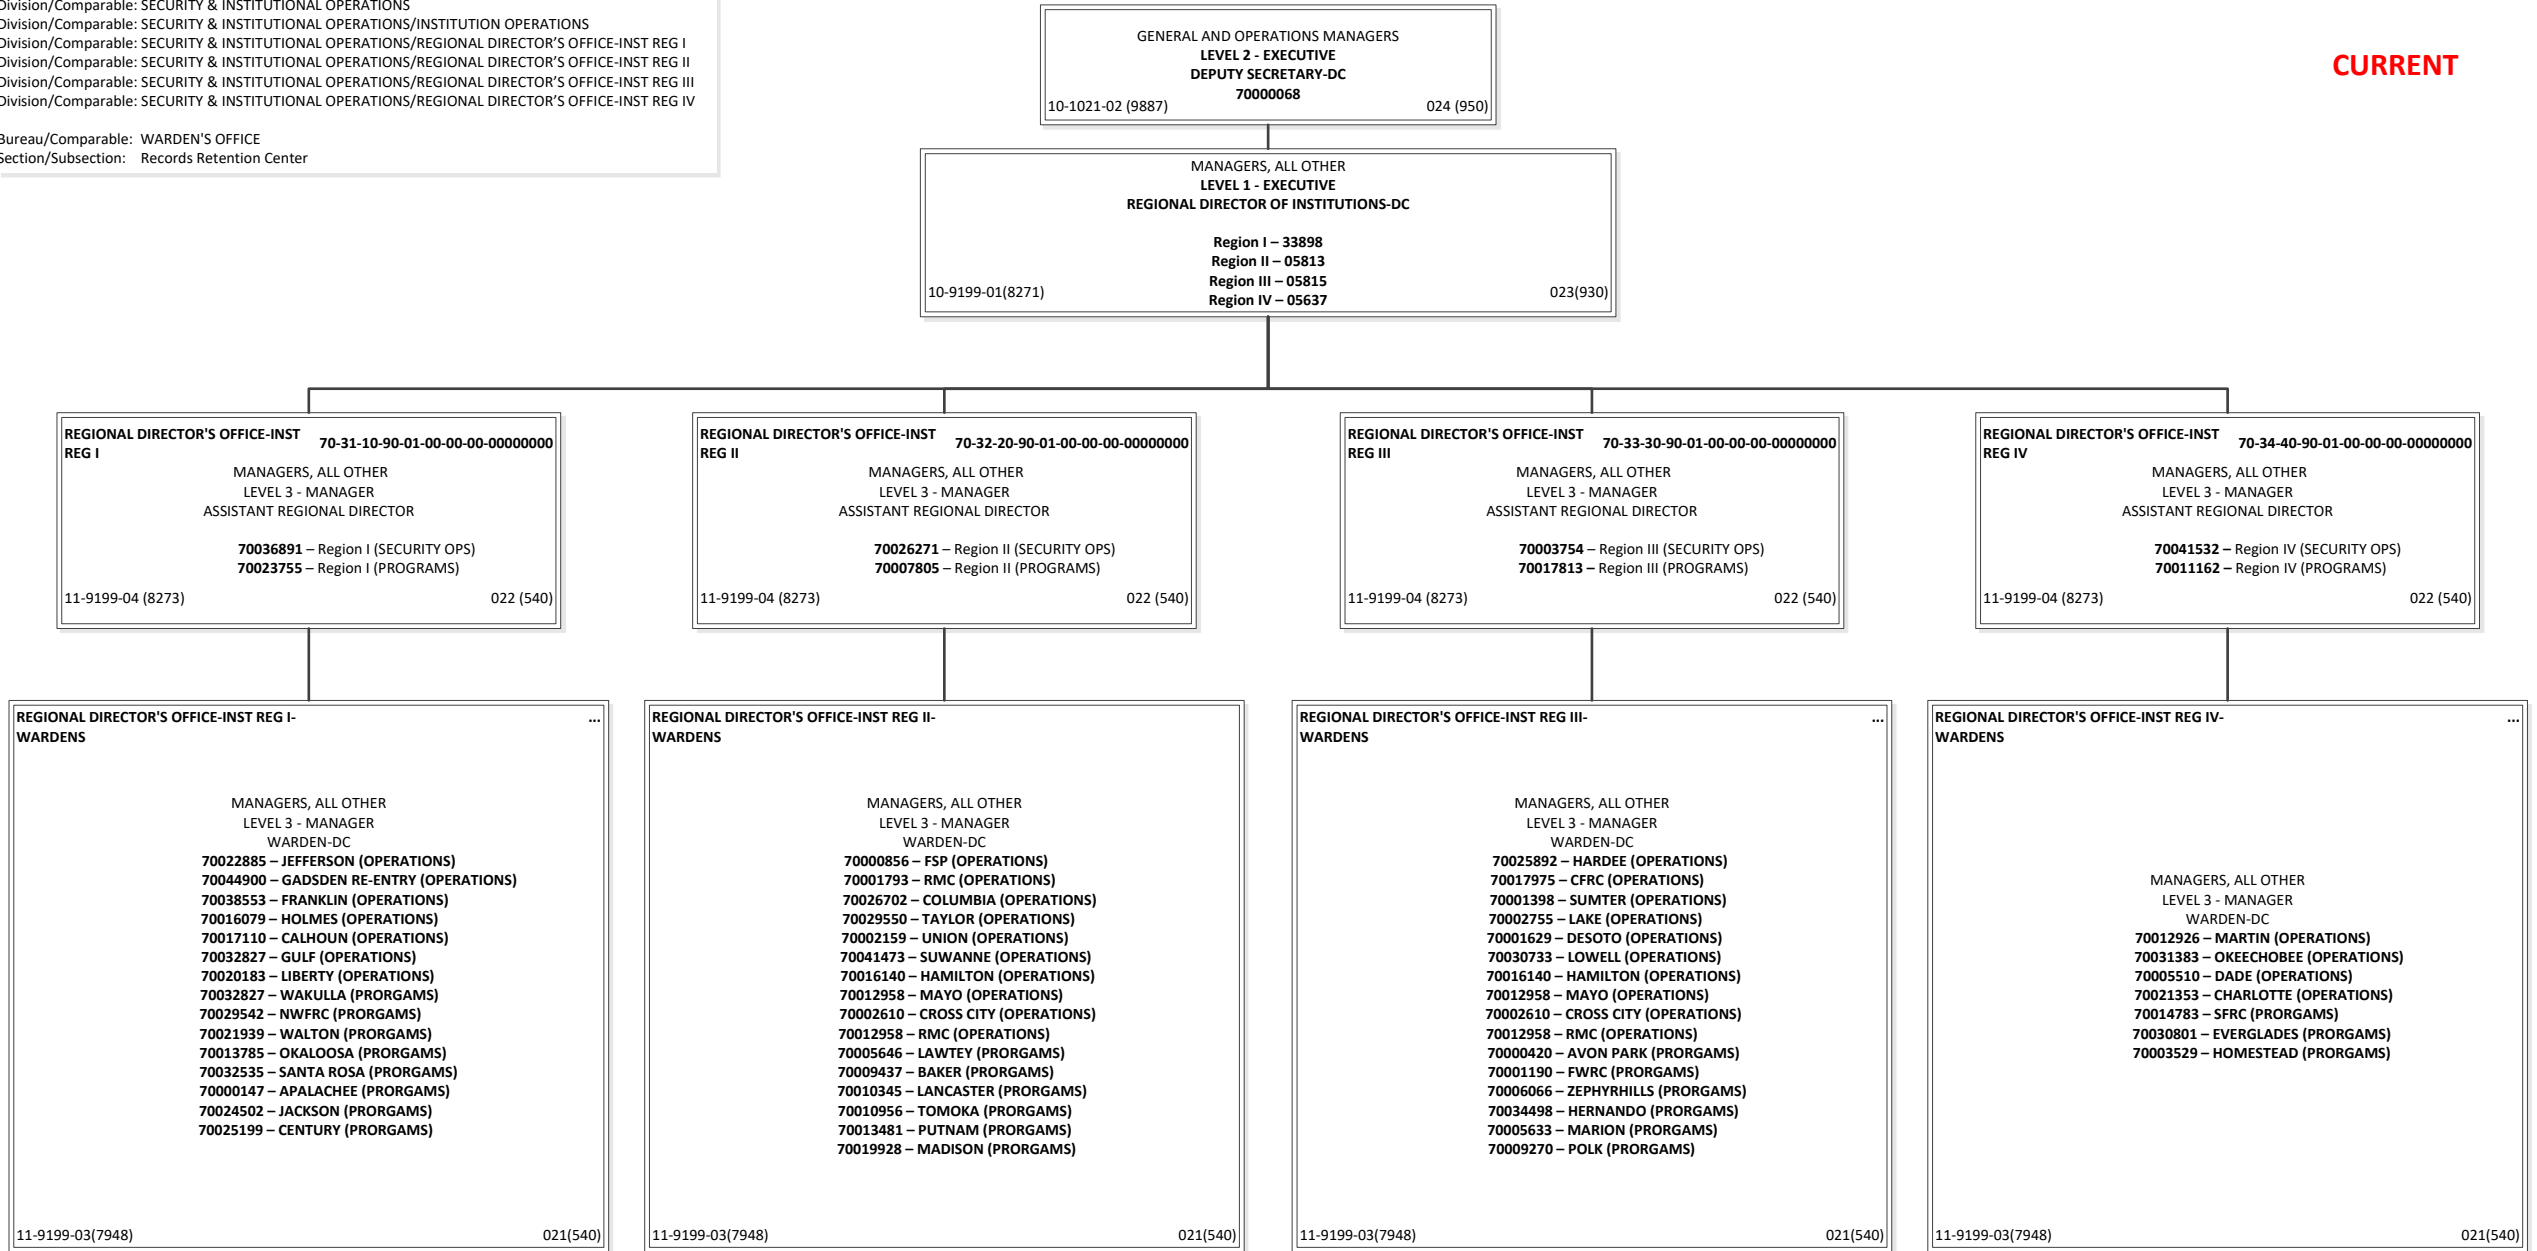 Division/Comparable: SECURITY & INSTITUTIONAL OPERATIONS
Division/Comparable: SECURITY & INSTITUTIONAL OPERATIONS/INSTITUTION OPERATIONS
Division/Comparable: SECURITY & INSTITUTIONAL OPERATIONS/REGIONAL DIRECTOR'S OFFICE-INST REG I
Division/Comparable: SECURITY & INSTITUTIONAL OPERATIONS/REGIONAL DIRECTOR'S OFFICE-INST REG II
Division/Comparable: SECURITY & INSTITUTIONAL OPERATIONS/REGIONAL DIRECTOR'S OFFICE-INST REG III
Division/Comparable: SECURITY & INSTITUTIONAL OPERATIONS/REGIONAL DIRECTOR'S OFFICE-INST REG IV
Bureau/Comparable: WARDEN'S OFFICE
Section/Subsection: Records Retention Center
CURRENT
GENERAL AND OPERATIONS MANAGERS
LEVEL 2 - EXECUTIVE
DEPUTY SECRETARY-DC
70000068
10-1021-02 (9887) 024 (950)
MANAGERS, ALL OTHER
LEVEL 1 - EXECUTIVE
REGIONAL DIRECTOR OF INSTITUTIONS-DC
Region I – 33898
Region II – 05813
Region III – 05815
Region IV – 05637
10-9199-01(8271) 023(930)
REGIONAL DIRECTOR'S OFFICE-INST
REG I
70-31-10-90-01-00-00-00-00000000
MANAGERS, ALL OTHER
LEVEL 3 - MANAGER
ASSISTANT REGIONAL DIRECTOR
70036891 – Region I (SECURITY OPS)
70023755 – Region I (PROGRAMS)
11-9199-04 (8273) 022 (540)
REGIONAL DIRECTOR'S OFFICE-INST
REG II
70-32-20-90-01-00-00-00-00000000
MANAGERS, ALL OTHER
LEVEL 3 - MANAGER
ASSISTANT REGIONAL DIRECTOR
70026271 – Region II (SECURITY OPS)
70007805 – Region II (PROGRAMS)
11-9199-04 (8273) 022 (540)
REGIONAL DIRECTOR'S OFFICE-INST
REG III
70-33-30-90-01-00-00-00-00000000
MANAGERS, ALL OTHER
LEVEL 3 - MANAGER
ASSISTANT REGIONAL DIRECTOR
70003754 – Region III (SECURITY OPS)
70017813 – Region III (PROGRAMS)
11-9199-04 (8273) 022 (540)
REGIONAL DIRECTOR'S OFFICE-INST
REG IV
70-34-40-90-01-00-00-00-00000000
MANAGERS, ALL OTHER
LEVEL 3 - MANAGER
ASSISTANT REGIONAL DIRECTOR
70041532 – Region IV (SECURITY OPS)
70011162 – Region IV (PROGRAMS)
11-9199-04 (8273) 022 (540)
REGIONAL DIRECTOR'S OFFICE-INST REG I- ...
WARDENS
MANAGERS, ALL OTHER
LEVEL 3 - MANAGER
WARDEN-DC
70022885 – JEFFERSON (OPERATIONS)
70044900 – GADSDEN RE-ENTRY (OPERATIONS)
70038553 – FRANKLIN (OPERATIONS)
70016079 – HOLMES (OPERATIONS)
70017110 – CALHOUN (OPERATIONS)
70032827 – GULF (OPERATIONS)
70020183 – LIBERTY (OPERATIONS)
70032827 – WAKULLA (PRORGAMS)
70029542 – NWFRC (PRORGAMS)
70021939 – WALTON (PRORGAMS)
70013785 – OKALOOSA (PRORGAMS)
70032535 – SANTA ROSA (PRORGAMS)
70000147 – APALACHEE (PRORGAMS)
70024502 – JACKSON (PRORGAMS)
70025199 – CENTURY (PRORGAMS)
11-9199-03(7948) 021(540)
REGIONAL DIRECTOR'S OFFICE-INST REG II-
WARDENS
MANAGERS, ALL OTHER
LEVEL 3 - MANAGER
WARDEN-DC
70000856 – FSP (OPERATIONS)
70001793 – RMC (OPERATIONS)
70026702 – COLUMBIA (OPERATIONS)
70029550 – TAYLOR (OPERATIONS)
70002159 – UNION (OPERATIONS)
70041473 – SUWANNE (OPERATIONS)
70016140 – HAMILTON (OPERATIONS)
70012958 – MAYO (OPERATIONS)
70002610 – CROSS CITY (OPERATIONS)
70012958 – RMC (OPERATIONS)
70005646 – LAWTEY (PRORGAMS)
70009437 – BAKER (PRORGAMS)
70010345 – LANCASTER (PRORGAMS)
70010956 – TOMOKA (PRORGAMS)
70013481 – PUTNAM (PRORGAMS)
70019928 – MADISON (PRORGAMS)
11-9199-03(7948) 021(540)
REGIONAL DIRECTOR'S OFFICE-INST REG III- ...
WARDENS
MANAGERS, ALL OTHER
LEVEL 3 - MANAGER
WARDEN-DC
70025892 – HARDEE (OPERATIONS)
70017975 – CFRC (OPERATIONS)
70001398 – SUMTER (OPERATIONS)
70002755 – LAKE (OPERATIONS)
70001629 – DESOTO (OPERATIONS)
70030733 – LOWELL (OPERATIONS)
70016140 – HAMILTON (OPERATIONS)
70012958 – MAYO (OPERATIONS)
70002610 – CROSS CITY (OPERATIONS)
70012958 – RMC (OPERATIONS)
70000420 – AVON PARK (PRORGAMS)
70001190 – FWRC (PRORGAMS)
70006066 – ZEPHYRHILLS (PRORGAMS)
70034498 – HERNANDO (PRORGAMS)
70005633 – MARION (PRORGAMS)
70009270 – POLK (PRORGAMS)
11-9199-03(7948) 021(540)
REGIONAL DIRECTOR'S OFFICE-INST REG IV- ...
WARDENS
MANAGERS, ALL OTHER
LEVEL 3 - MANAGER
WARDEN-DC
70012926 – MARTIN (OPERATIONS)
70031383 – OKEECHOBEE (OPERATIONS)
70005510 – DADE (OPERATIONS)
70021353 – CHARLOTTE (OPERATIONS)
70014783 – SFRC (PRORGAMS)
70030801 – EVERGLADES (PRORGAMS)
70003529 – HOMESTEAD (PRORGAMS)
11-9199-03(7948) 021(540)